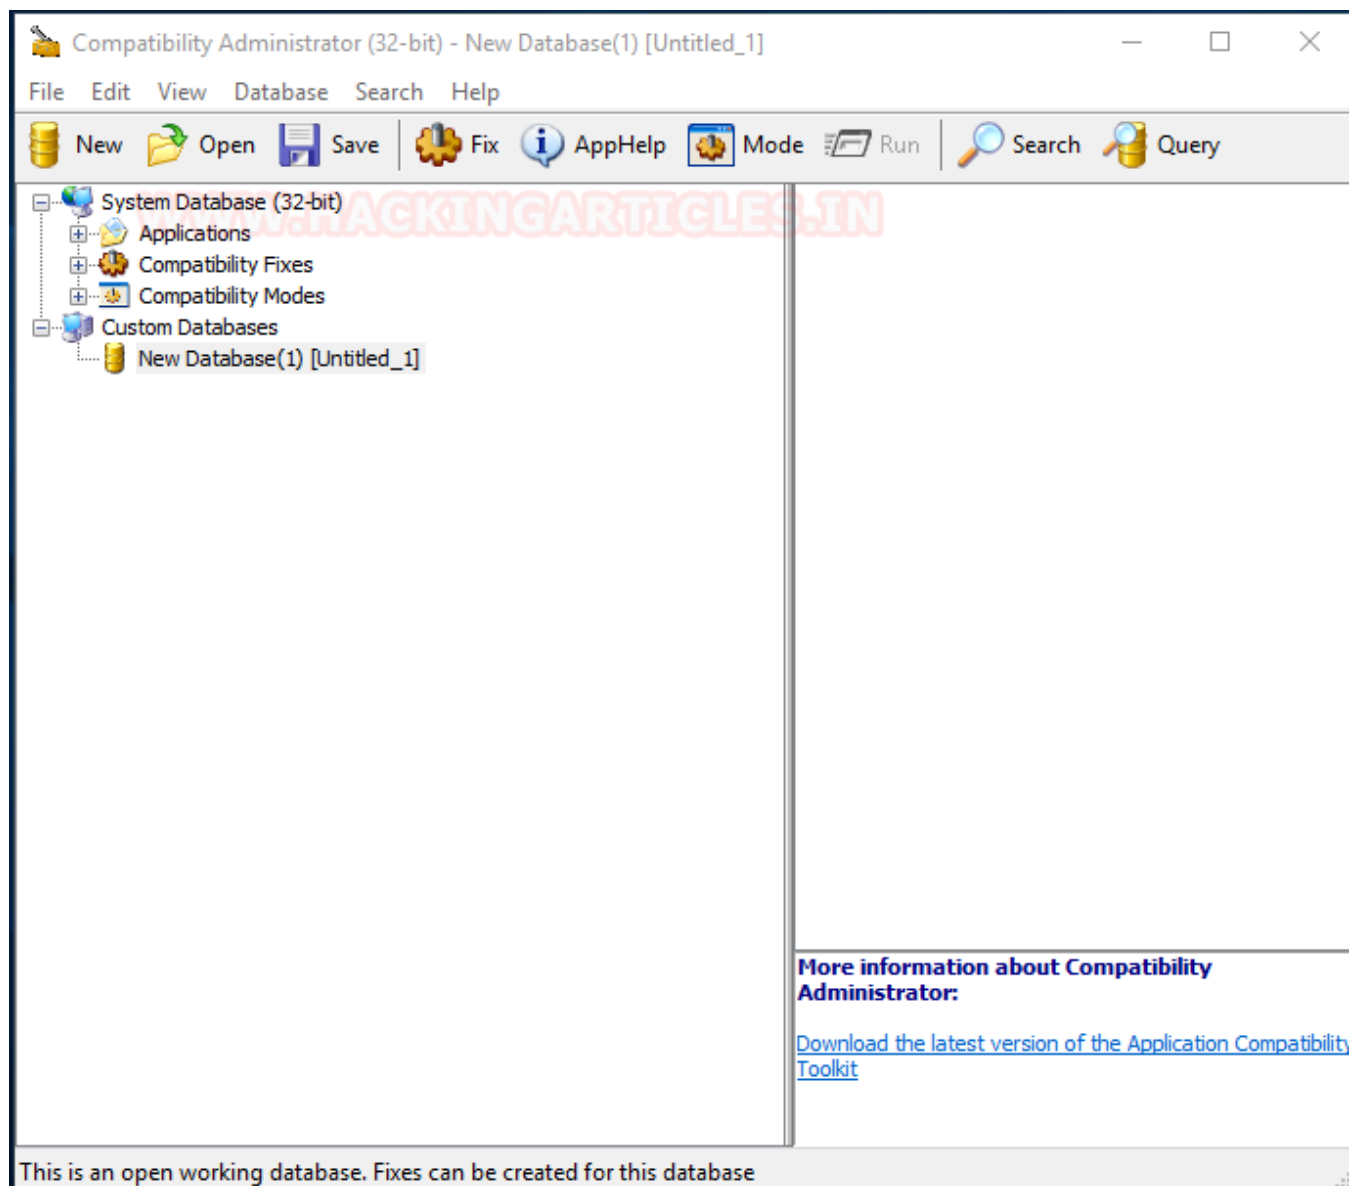 Compatibility Administrator (32-bit) - New Database(1) [Untitled_1]
File Edit View Database Search Help
New Open Save Fix AppHelp Mode Run Search Query
WWW.HACKINGARTICLES.IN
System Database (32-bit)
Applications
Compatibility Fixes
Compatibility Modes
Custom Databases
New Database(1) [Untitled_1]
More information about Compatibility
Administrator:
Download the latest version of the Application Compatibility
Toolkit
This is an open working database. Fixes can be created for this database